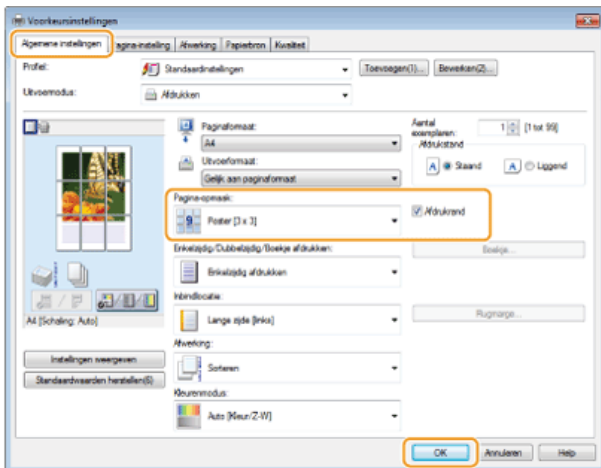 Voorkeursinstellingen
Algemene instellingen Pagina-instelling Afwerking Papierbron Kwaliteit
Profiel: Standaardinstellingen Toevoegen(1)... Bewerken(2)...
Uitvoermodus: Afdrukken
Paginaformaat: Aantal exemplaren: 1 [1 tot 99]
A4 Afdrukstand
Uitvoerformaat: A Staand A Liggend
Gelijk aan paginaformaat
Pagina-opmaak:
9 Poster [3 x 3] Afdrukrand
Enkelzijdig/Dubbelzijdig/Boekje afdrukken: Boekje...
Enkelzijdig afdrukken
Inbindlocatie:
A4 [Schaling: Auto] Lange zijde [links] Rugmarge...
Afwerking:
Instellingen weergeven Sorteren
Standaardwaarden herstellen(6)
Kleurenmodus:
Auto [Kleur/Z-W]
OK Annuleren Help